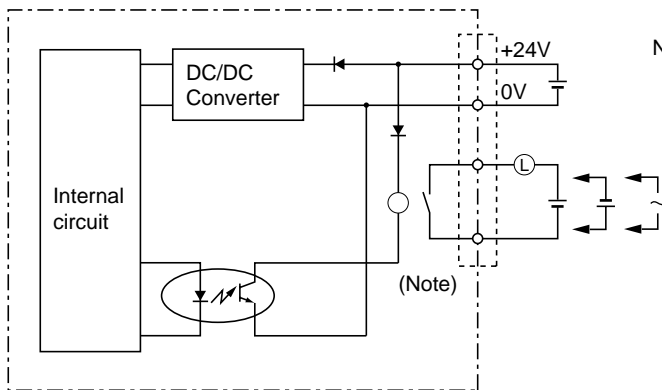 +24V
N
DC/DC
Converter
0V
L
Internal
circuit
~
(Note)